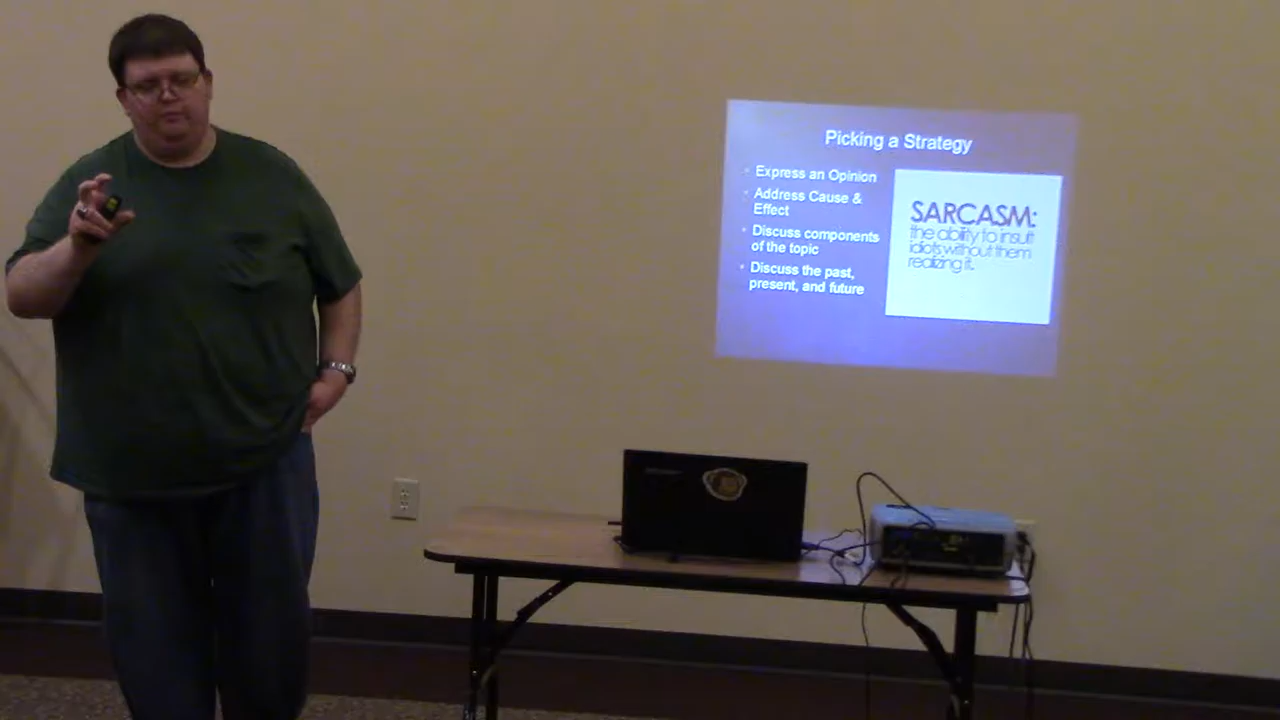 Picking a Strategy
Express an Opinion
Address Cause &
Effect
Discuss components
of the topic
Discuss the past,
present, and future
SARCASM:
the ability to insult
idiots without them
realizing it.